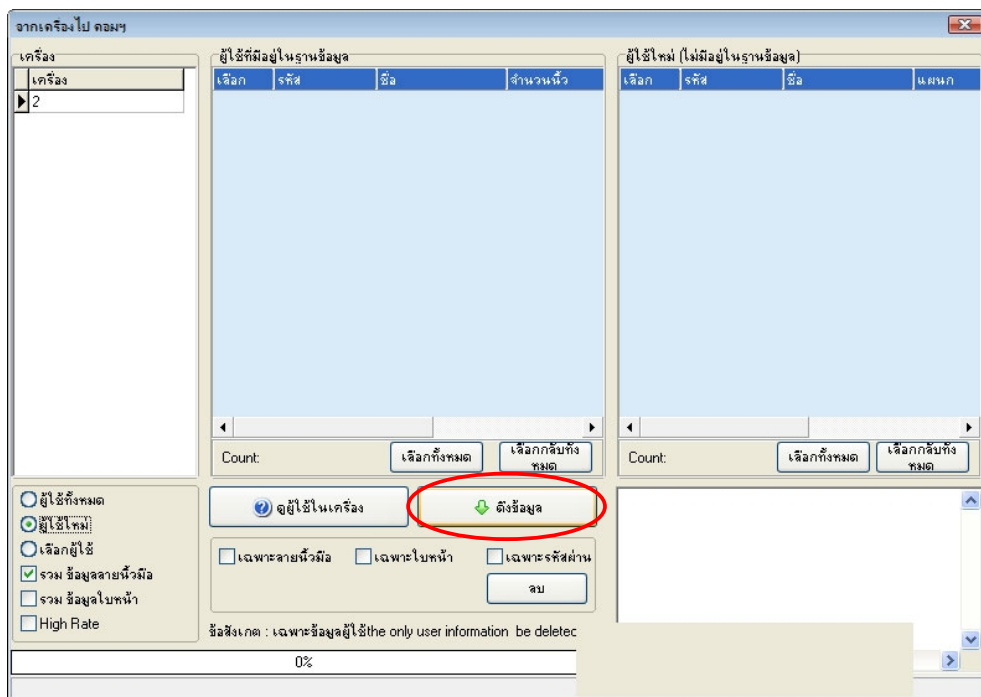 จากเครื่องไป คอมฯ
เครื่อง
เครื่อง
2
ผู้ใช้ที่มีอยู่ในฐานข้อมูล
เลือก รหัส ชื่อ จำนวนนิ้ว
Count: เลือกทั้งหมด เลือกกลับทั้ง
หมด
ผู้ใช้ใหม่ (ไม่มีอยู่ในฐานข้อมูล)
เลือก รหัส ชื่อ แผนก
Count: เลือกทั้งหมด เลือกกลับทั้ง
หมด
ผู้ใช้ทั้งหมด
ผู้ใช้ใหม่
เลือกผู้ใช้
รวม ข้อมูลลายนิ้วมือ
รวม ข้อมูลใบหน้า
High Rate
ดูผู้ใช้ในเครื่อง ดึงข้อมูล
เฉพาะลายนิ้วมือ เฉพาะใบหน้า เฉพาะรหัสผ่าน
ลบ
ข้อสังเกต : เฉพาะข้อมูลผู้ใช้the only user information be deletec
0%